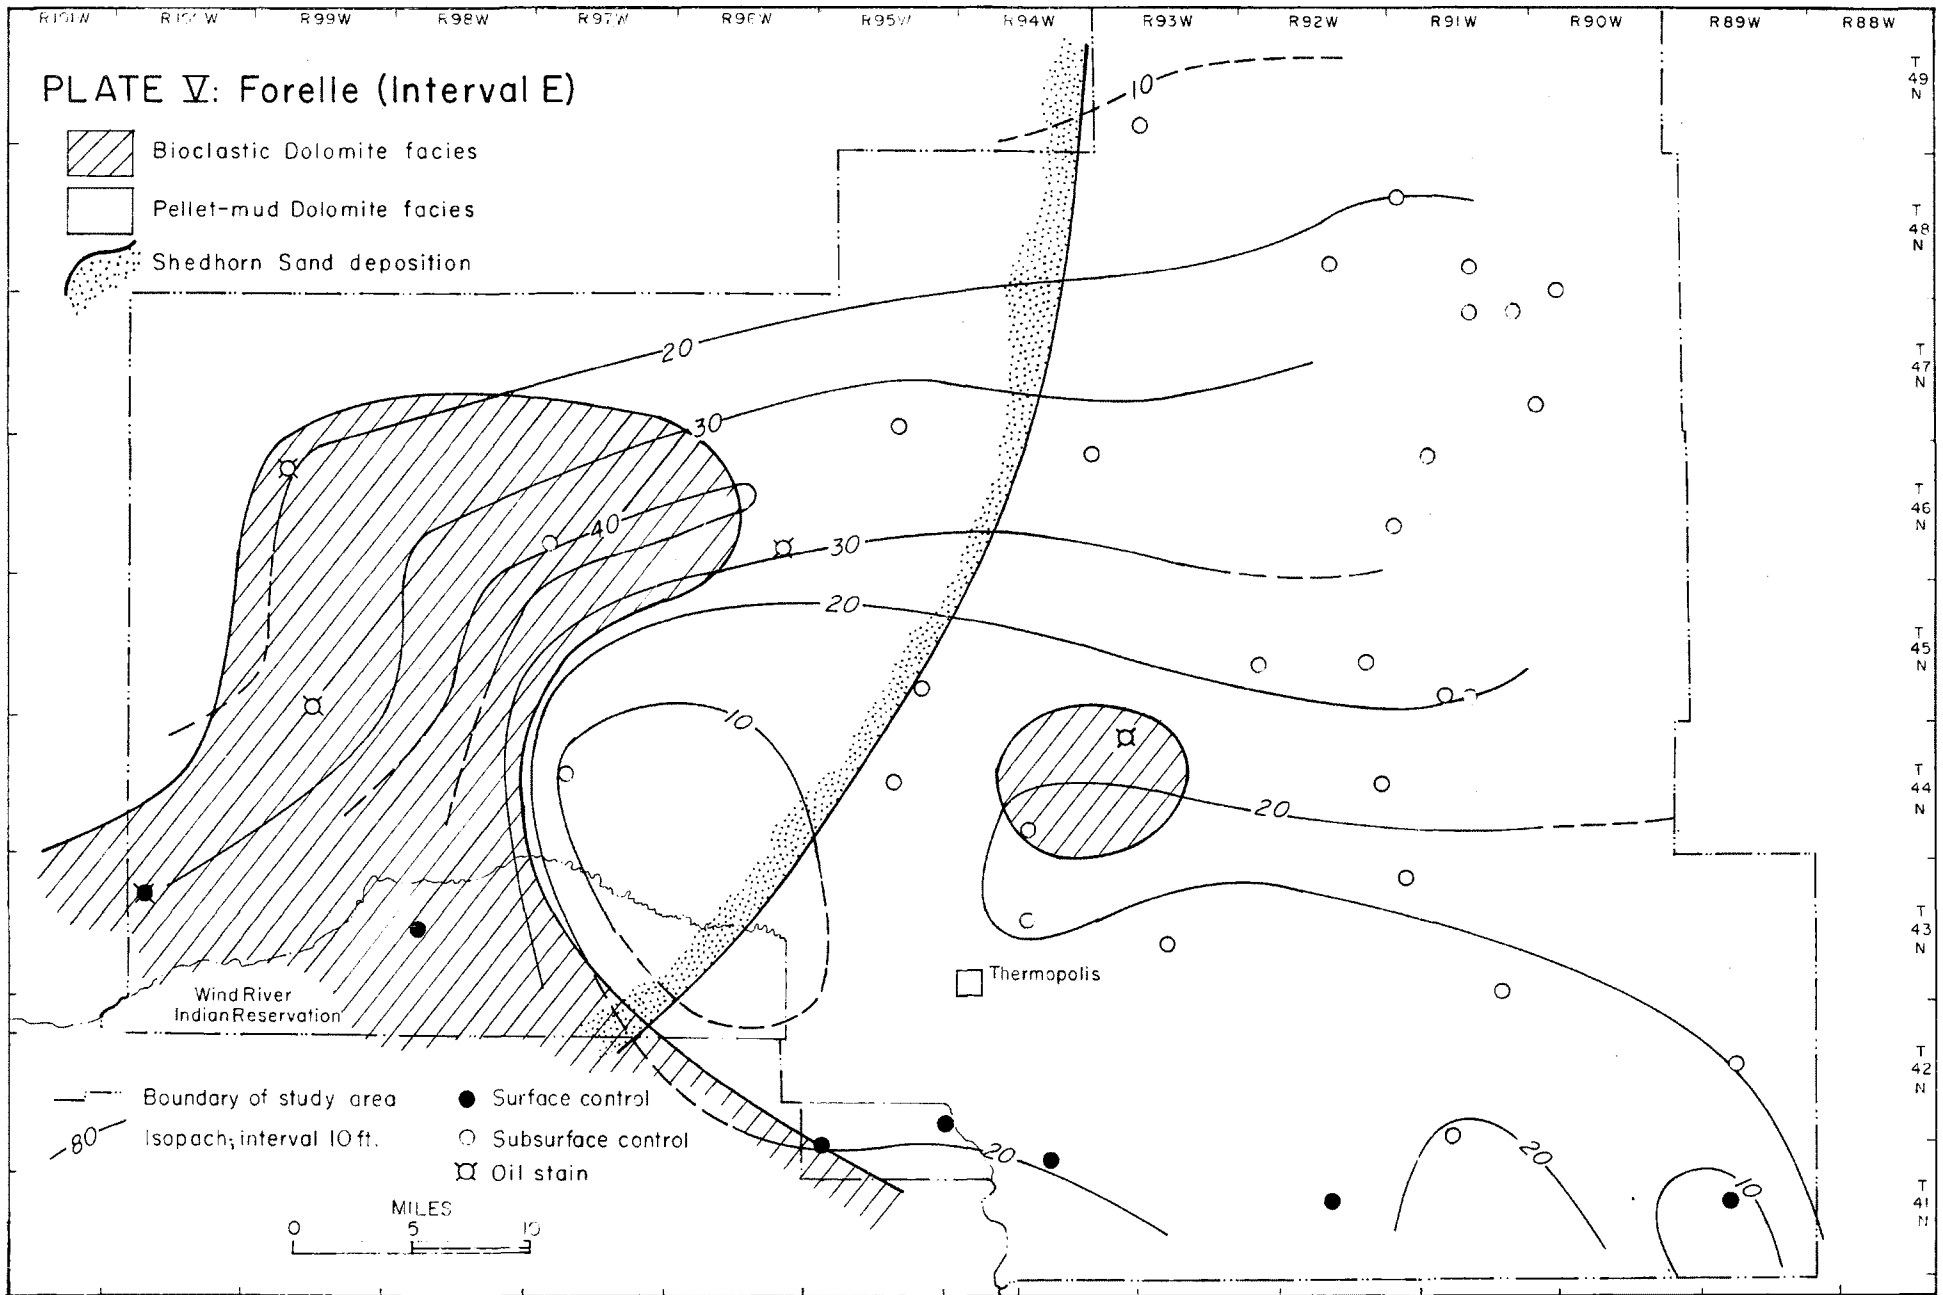 R101W R100W R99W R98W R97W R96W R95W R94W R93W R92W R91W R90W R89W R88W
PLATE V: Forelle (Interval E)
Bioclastic Dolomite facies
Pellet-mud Dolomite facies
Shedhorn Sand deposition
T
49
N
T
48
N
T
47
N
T
46
N
T
45
N
T
44
N
T
43
N
T
42
N
T
41
N
10
20
30
40
30
20
10
20
Thermopolis
Wind River
Indian Reservation
20
20
10
Boundary of study area
80
Isopach; interval 10 ft.
Surface control
Subsurface control
Oil stain
MILES
0 5 10